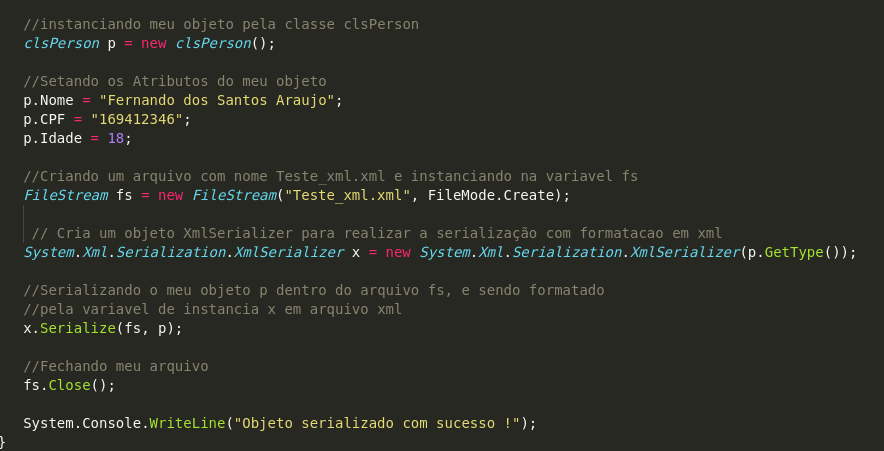 //instanciando meu objeto pela classe clsPerson
clsPerson p = new clsPerson();
//Setando os Atributos do meu objeto
p.Nome = "Fernando dos Santos Araujo";
p.CPF = "169412346";
p.Idade = 18;
//Criando um arquivo com nome Teste_xml.xml e instanciando na variavel fs
FileStream fs = new FileStream("Teste_xml.xml", FileMode.Create);
// Cria um objeto XmlSerializer para realizar a serialização com formatacao em xml
System.Xml.Serialization.XmlSerializer x = new System.Xml.Serialization.XmlSerializer(p.GetType());
//Serializando o meu objeto p dentro do arquivo fs, e sendo formatado
//pela variavel de instancia x em arquivo xml
x.Serialize(fs, p);
//Fechando meu arquivo
fs.Close();
System.Console.WriteLine("Objeto serializado com sucesso !");
}